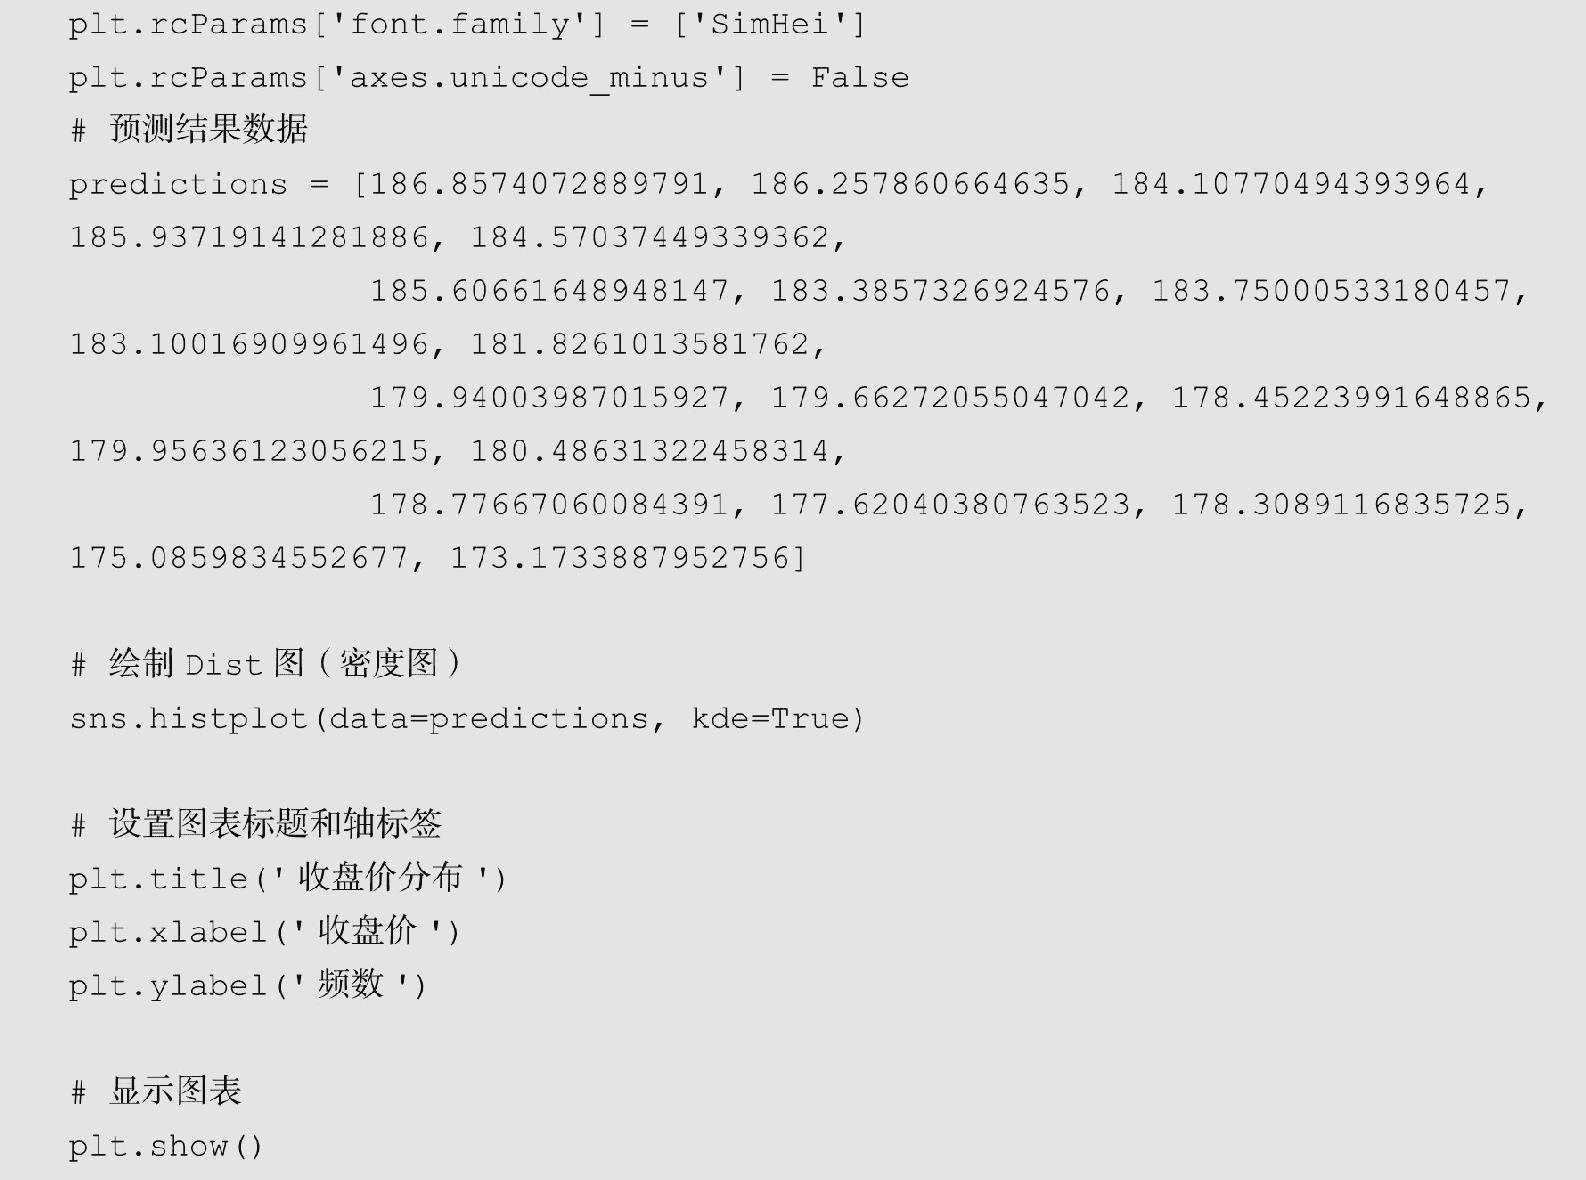 plt.rcParams['font.family'] = ['SimHei']
plt.rcParams['axes.unicode_minus'] = False
# 预测结果数据
predictions = [186.8574072889791, 186.257860664635, 184.10770494393964,
185.93719141281886, 184.57037449339362,
185.60661648948147, 183.3857326924576, 183.75000533180457,
183.10016909961496, 181.8261013581762,
179.94003987015927, 179.66272055047042, 178.45223991648865,
179.95636123056215, 180.48631322458314,
178.77667060084391, 177.62040380763523, 178.3089116835725,
175.0859834552677, 173.1733887952756]
# 绘制 Dist 图（密度图）
sns.histplot(data=predictions, kde=True)
# 设置图表标题和轴标签
plt.title(' 收盘价分布 ')
plt.xlabel(' 收盘价 ')
plt.ylabel(' 频数 ')
# 显示图表
plt.show()